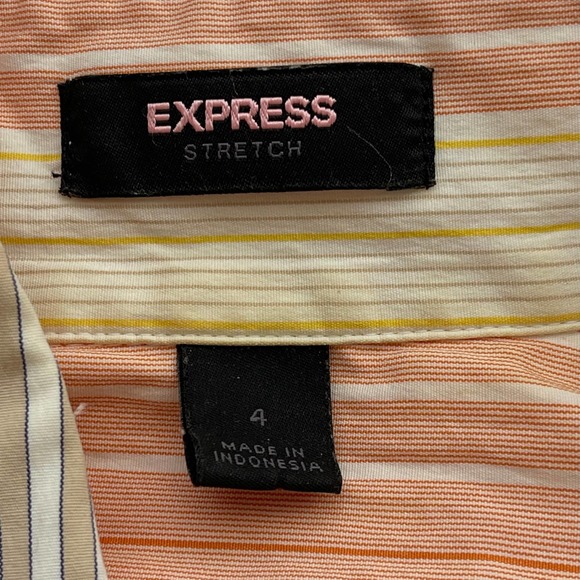 EXPRESS
STRETCH
4
MADE IN
INDONESIA